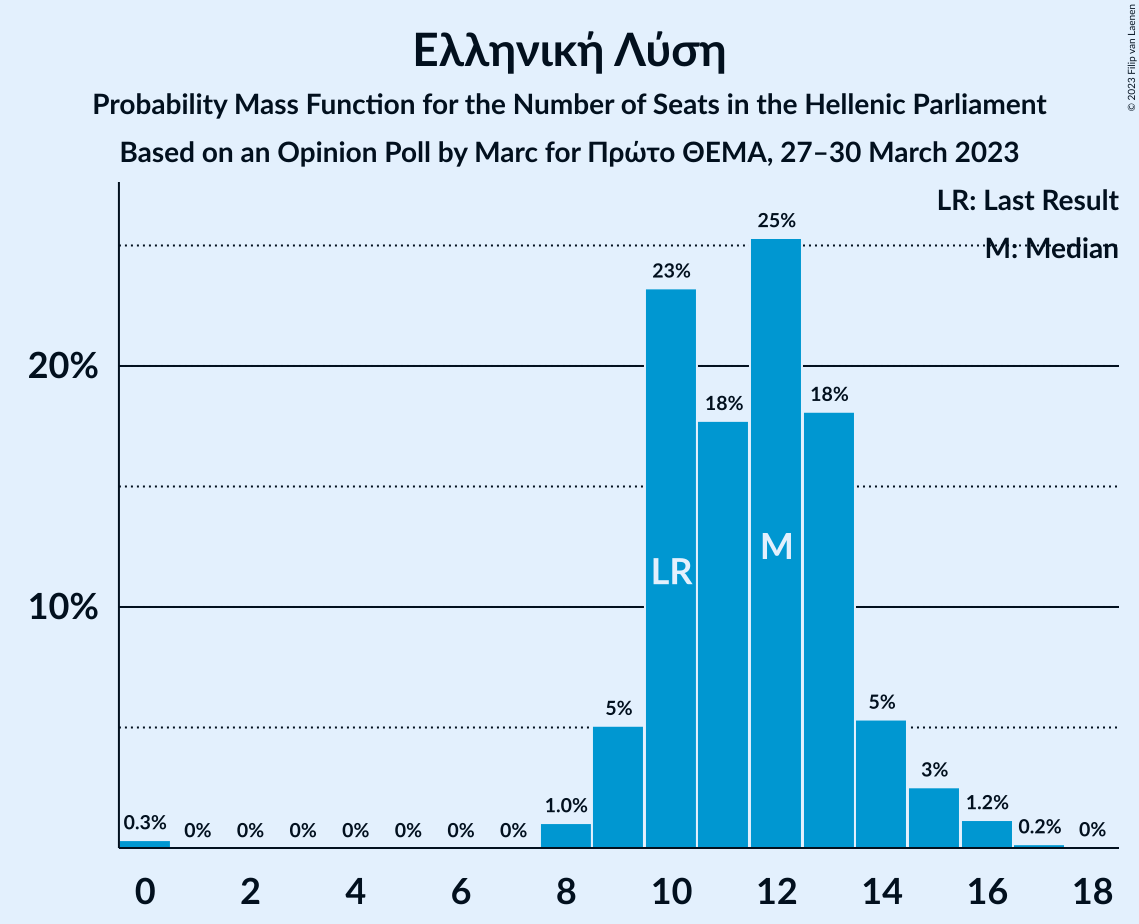 Ελληνική Λύση
Probability Mass Function for the Number of Seats in the Hellenic Parliament
Based on an Opinion Poll by Marc for Πρώτο ΘΕΜΑ, 27–30 March 2023
© 2023 Filip van Laenen
LR: Last Result
M: Median
20%
10%
0.3%
0%
0%
0%
0%
0%
0%
0%
1.0%
5%
23%
18%
25%
18%
5%
3%
1.2%
0.2%
0%
LR
M
0 2 4 6 8 10 12 14 16 18